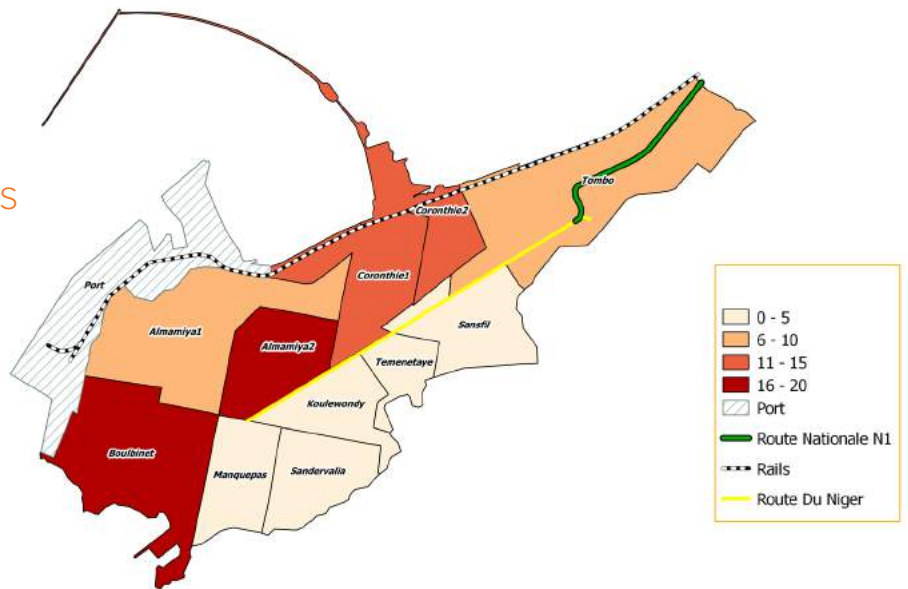 S
Tombo
Coronthie2
Port
Coronthie1
Almamiya1
Sansfil
Almamiya2
Temenetaye
Koulewondy
Boulbinet
Manquepas
Sandervalia
0 - 5
6 - 10
11 - 15
16 - 20
Port
Route Nationale N1
Rails
Route Du Niger